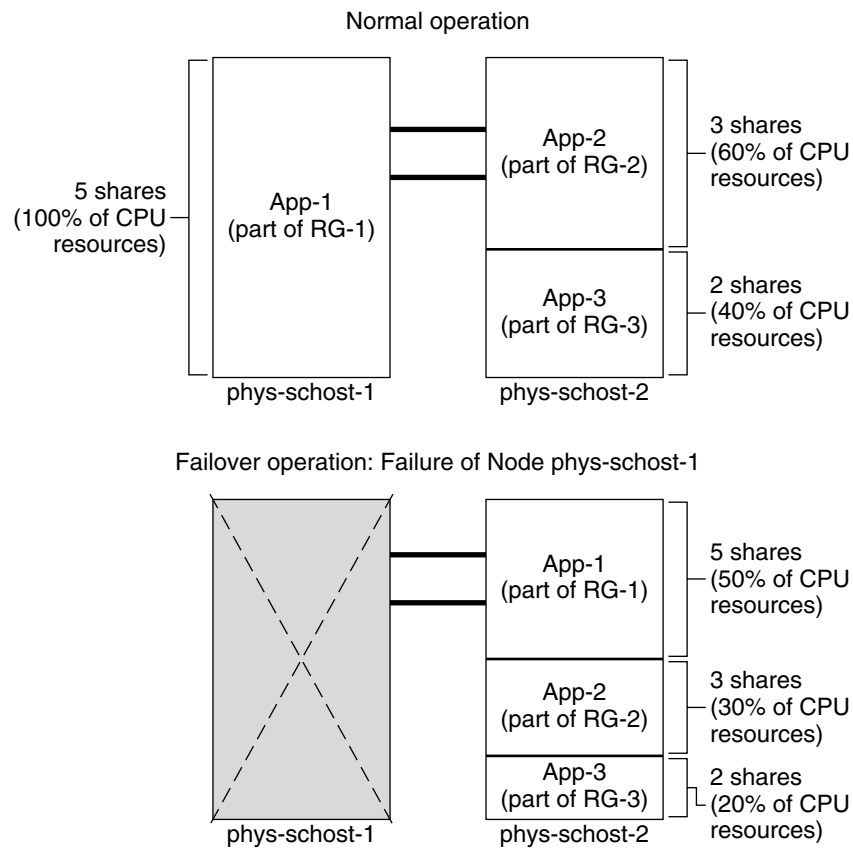 Normal operation
5 shares
(100% of CPU
resources)
App-1
(part of RG-1)
phys-schost-1
App-2
(part of RG-2)
App-3
(part of RG-3)
phys-schost-2
3 shares
(60% of CPU
resources)
2 shares
(40% of CPU
resources)
Failover operation: Failure of Node phys-schost-1
phys-schost-1
App-1
(part of RG-1)
App-2
(part of RG-2)
App-3
(part of RG-3)
phys-schost-2
5 shares
(50% of CPU
resources)
3 shares
(30% of CPU
resources)
2 shares
(20% of CPU
resources)